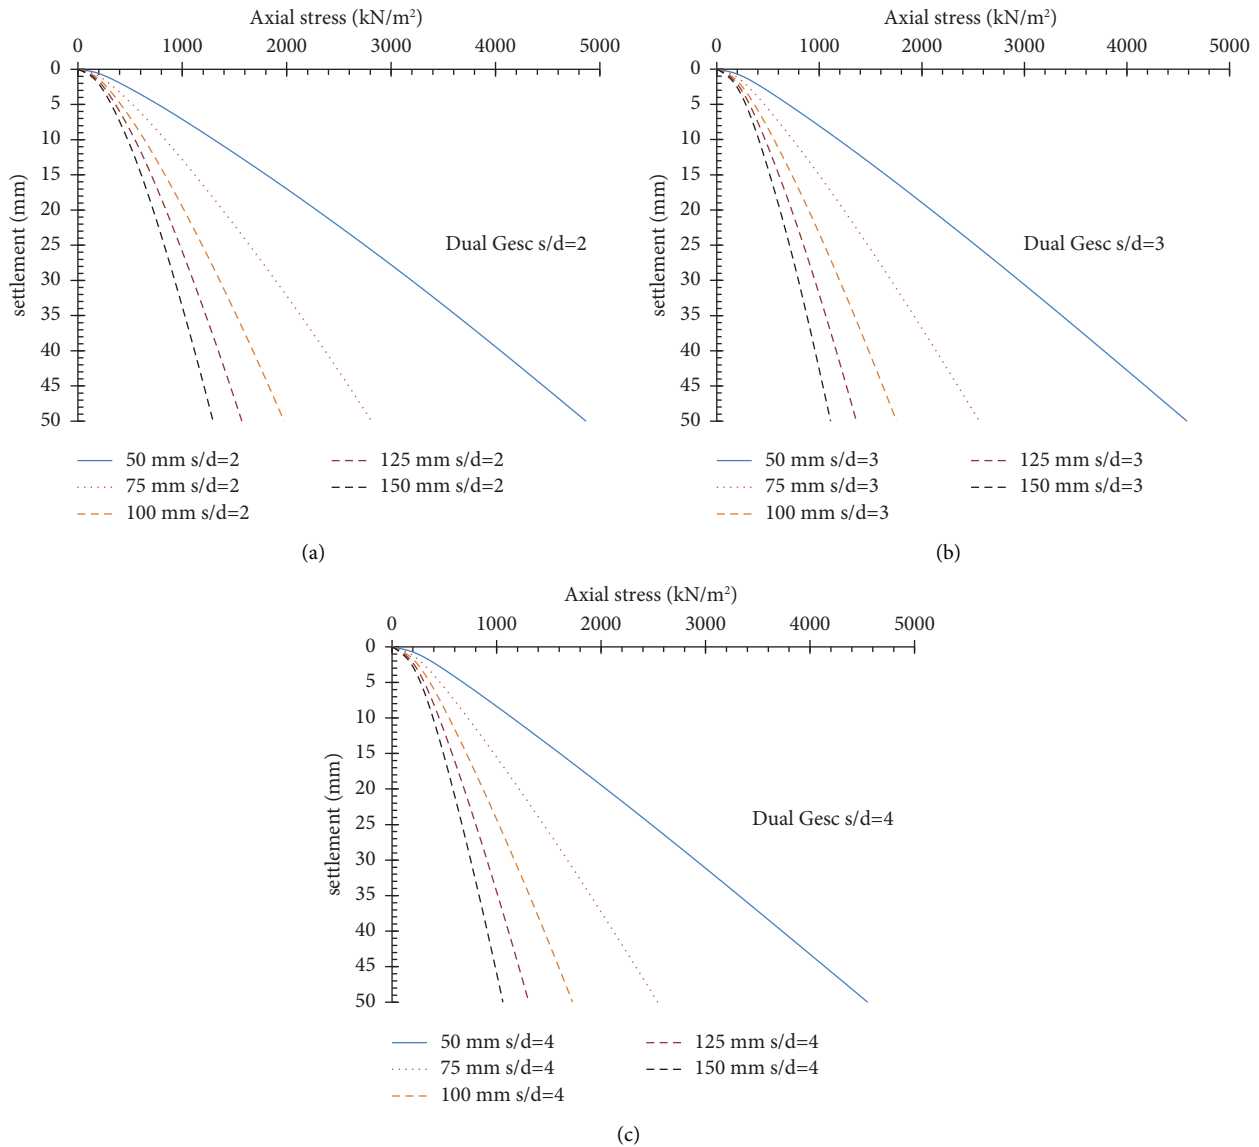 Axial stress (kN/m²)
0 1000 2000 3000 4000 5000
0
5
10
15
20
25
30
35
40
45
50
settlement (mm)
Dual Gesc s/d=2
50 mm s/d=2
75 mm s/d=2
100 mm s/d=2
125 mm s/d=2
150 mm s/d=2
(a)
Axial stress (kN/m²)
0 1000 2000 3000 4000 5000
0
5
10
15
20
25
30
35
40
45
50
settlement (mm)
Dual Gesc s/d=3
50 mm s/d=3
75 mm s/d=3
100 mm s/d=3
125 mm s/d=3
150 mm s/d=3
(b)
Axial stress (kN/m²)
0 1000 2000 3000 4000 5000
0
5
10
15
20
25
30
35
40
45
50
settlement (mm)
Dual Gesc s/d=4
50 mm s/d=4
75 mm s/d=4
100 mm s/d=4
125 mm s/d=4
150 mm s/d=4
(c)